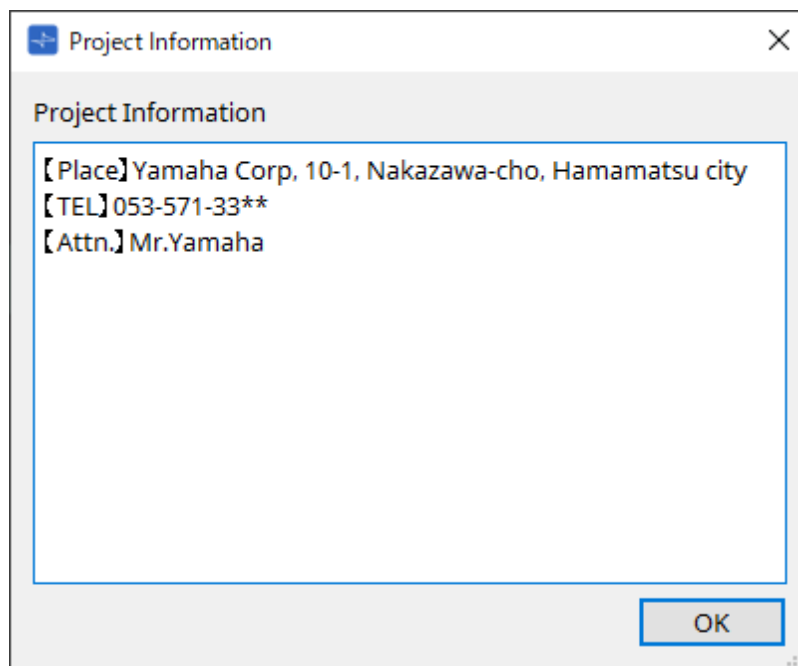 Project Information
Project Information
【Place】Yamaha Corp, 10-1, Nakazawa-cho, Hamamatsu city
【TEL】053-571-33**
【Attn.】Mr.Yamaha
OK